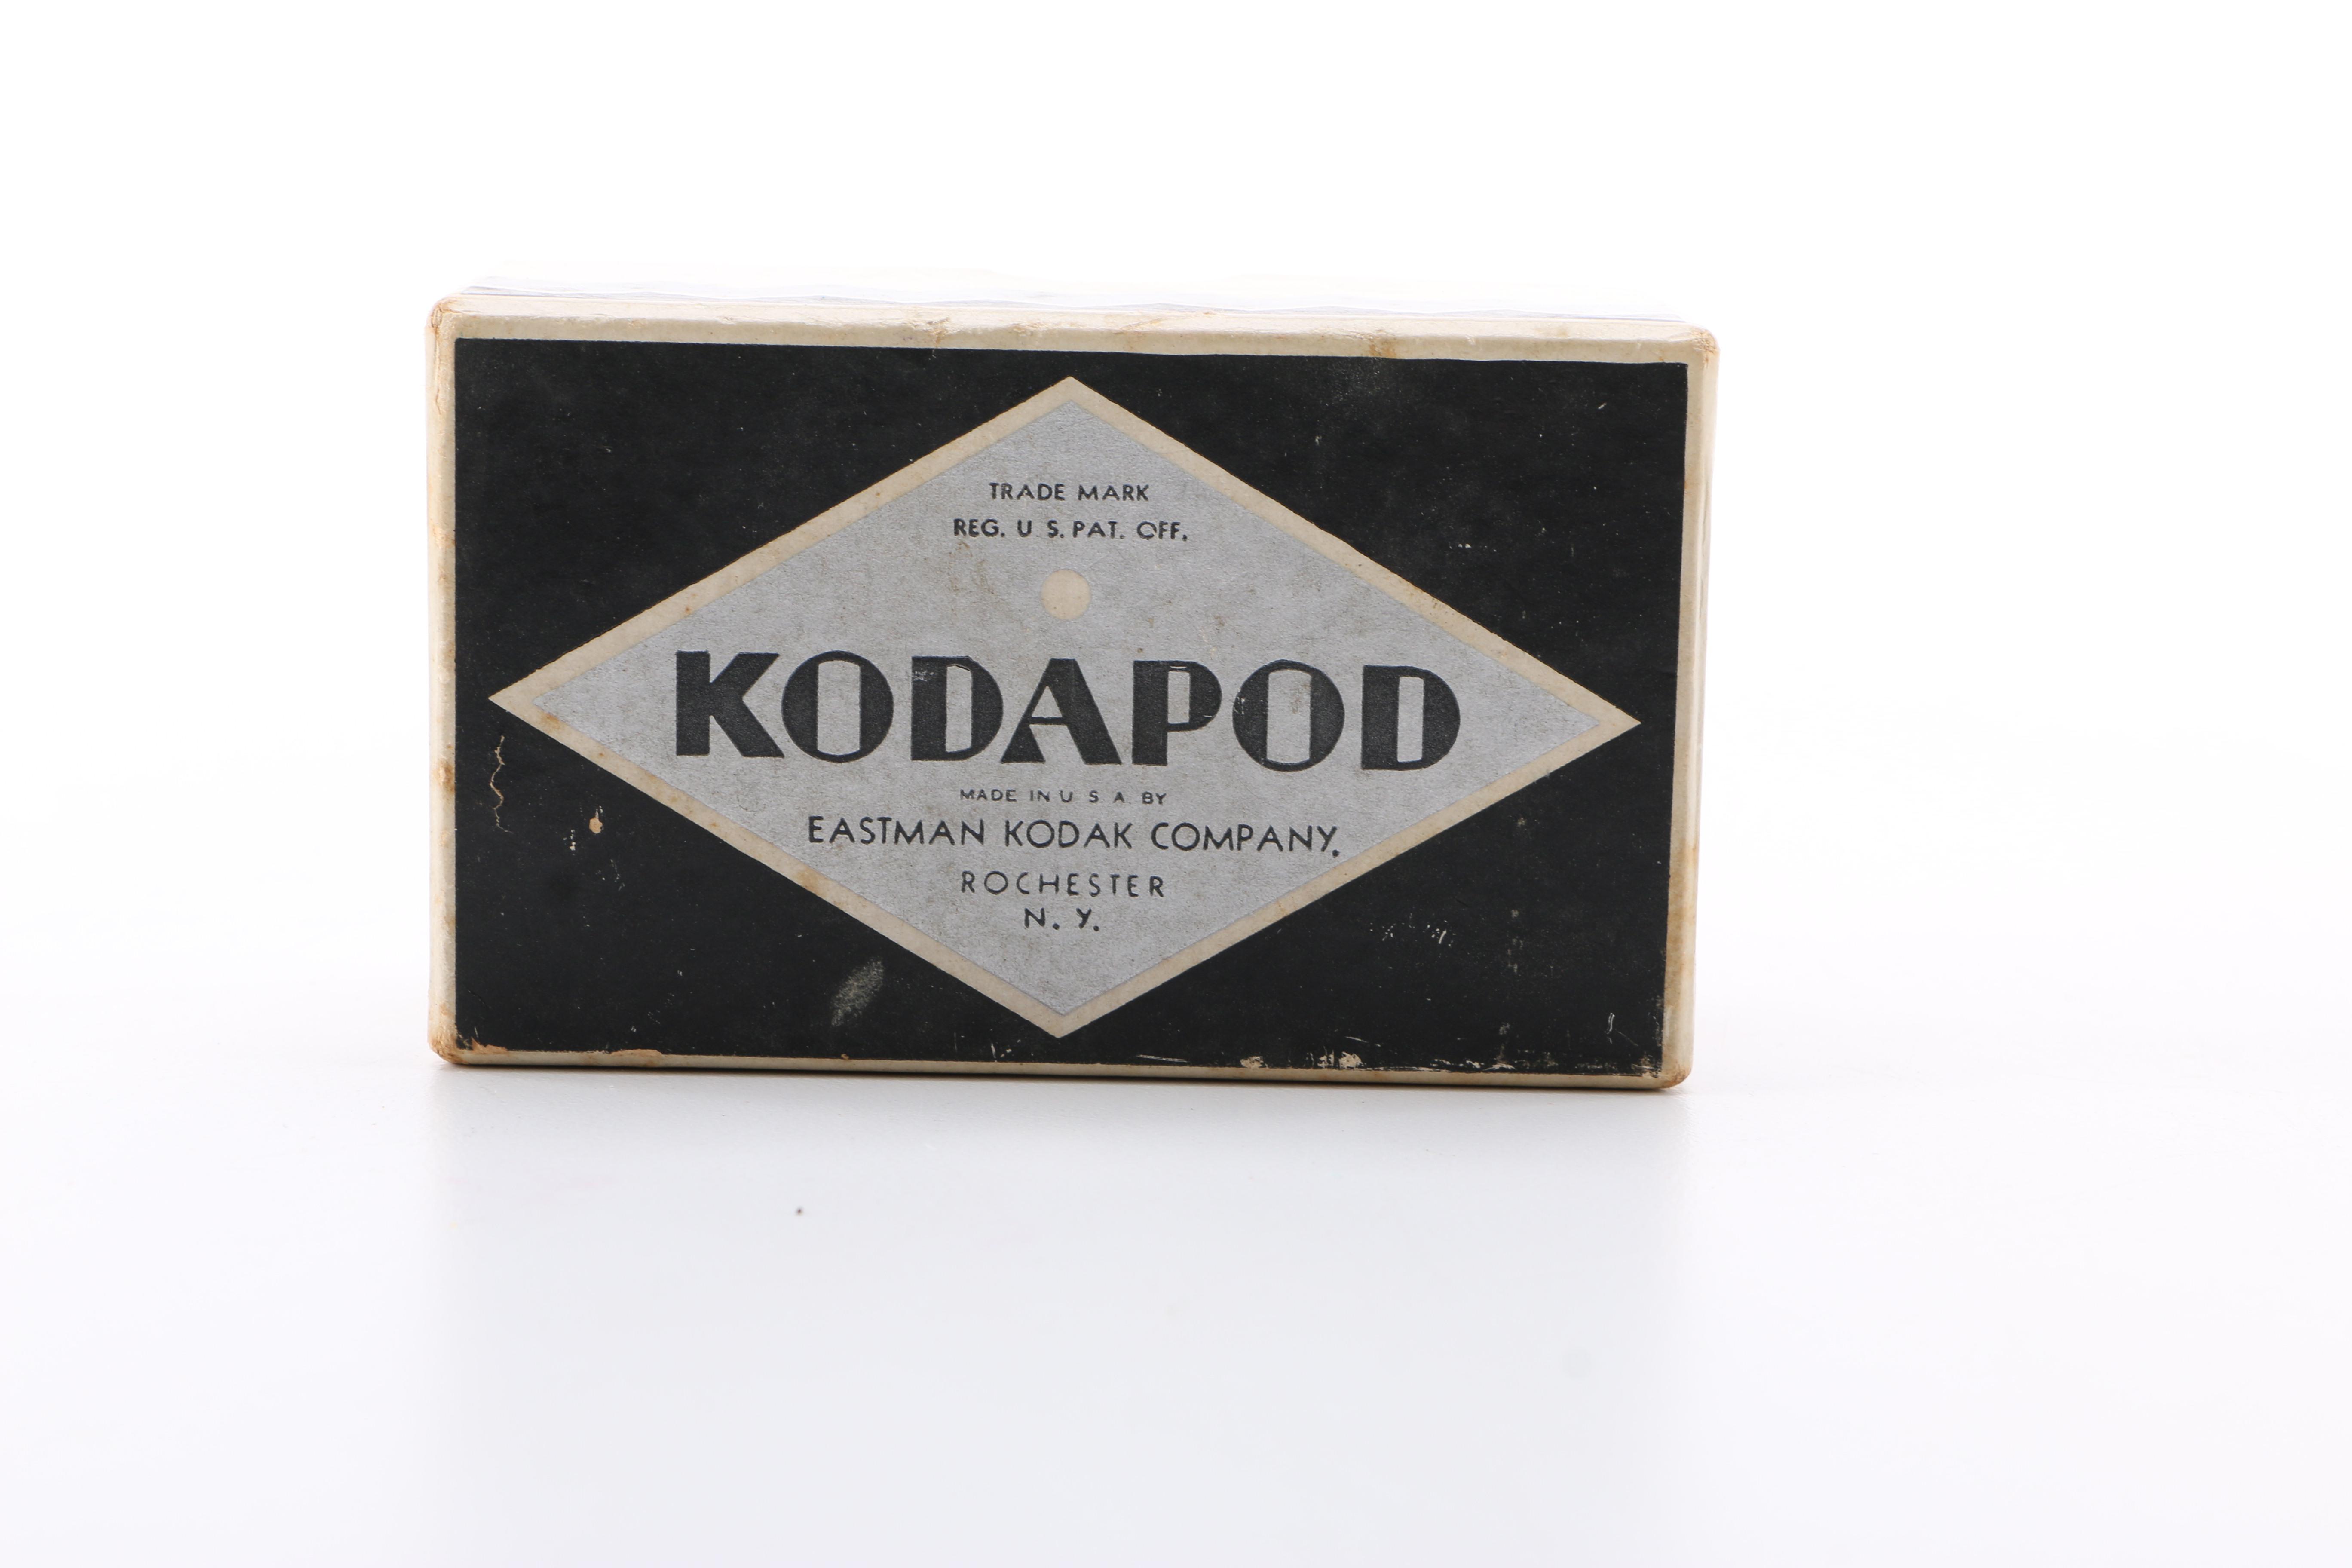 TRADE MARK
REG. U S. PAT. OFF.
KODAPOD
MADE IN U S A BY
EASTMAN KODAK COMPANY.
ROCHESTER
N. Y.